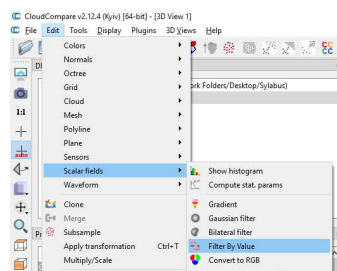 CloudCompare v2.12.4 (Kyiv) [64-bit] - [3D View 1]
File Edit Tools Display Plugins 3D Views Help
Colors
Normals
Octree
Grid
ork Folders/Desktop/Sylabus)
Cloud
Mesh
1:1
Polyline
Plane
Sensors
Scalar fields
Show histogram
Waveform
Compute stat. params
Clone
Gradient
Merge
Gaussian filter
Subsample
Bilateral filter
Apply transformation Ctrl+T
Filter By Value
Multiply/Scale
Convert to RGB